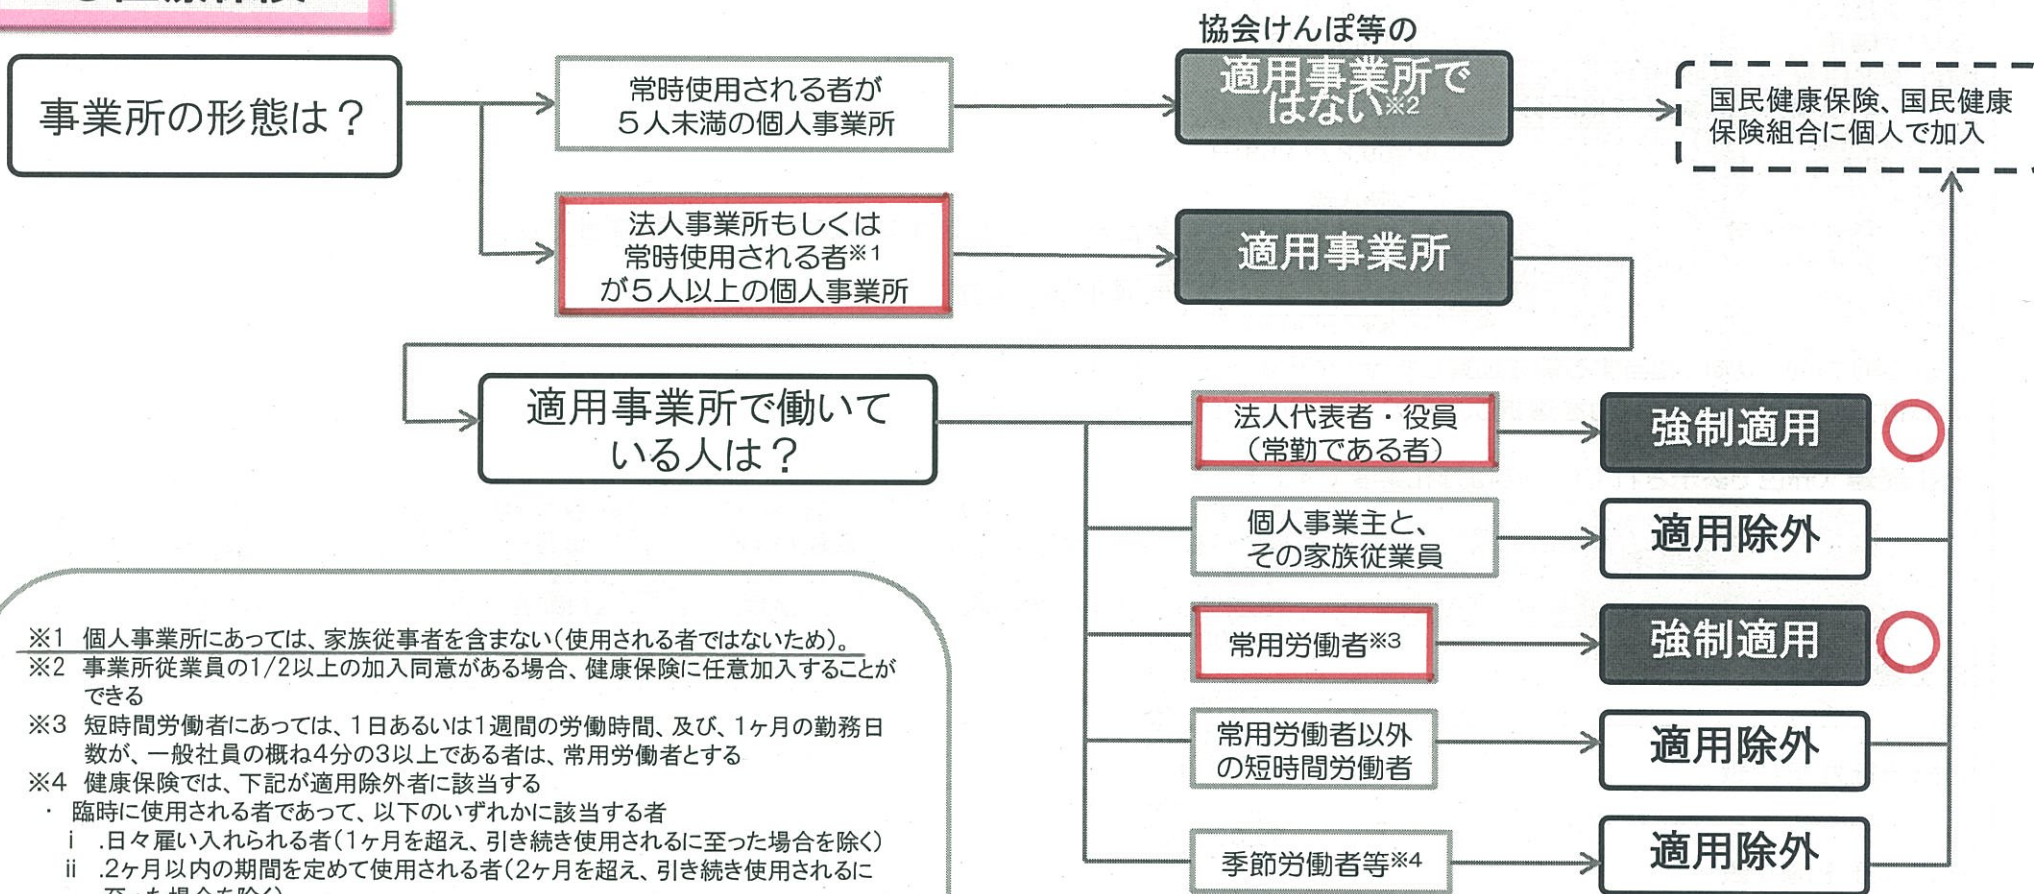 事業所の形態は？
常時使用される者が
５人未満の個人事業所
協会けんぽ等の
適用事業所で
はない※2
国民健康保険、国民健康
保険組合に個人で加入
法人事業所もしくは
常時使用される者※1
が５人以上の個人事業所
適用事業所
適用事業所で働いて
いる人は？
法人代表者・役員
（常勤である者）
強制適用
個人事業主と、
その家族従業員
適用除外
常用労働者※3
強制適用
常用労働者以外
の短時間労働者
適用除外
季節労働者等※4
適用除外
※1 個人事業所にあっては、家族従事者を含まない（使用される者ではないため）。
※2 事業所従業員の1/2以上の加入同意がある場合、健康保険に任意加入することが
できる
※3 短時間労働者にあっては、1日あるいは1週間の労働時間、及び、1ヶ月の勤務日
数が、一般社員の概ね4分の3以上である者は、常用労働者とする
※4 健康保険では、下記が適用除外者に該当する
・ 臨時に使用される者であって、以下のいずれかに該当する者
ⅰ .日々雇い入れられる者（1ヶ月を超え、引き続き使用されるに至った場合を除く）
ⅱ .2ヶ月以内の期間を定めて使用される者（2ヶ月を超え、引き続き使用されるに